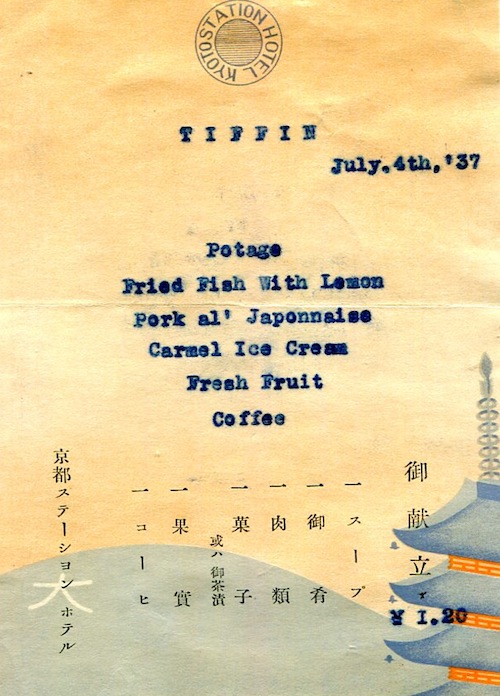 KYOTO STATION HOTEL
TIFFIN
July.4th,'37
Potage
Fried Fish With Lemon
Pork al' Japonnaise
Carmel Ice Cream
Fresh Fruit
Coffee
御献立
¥ 1.20
一スープ
一御肴
一肉類
一菓子
或ハ御茶漬
一果實
一コーヒ
京都ステーション ホテル
大